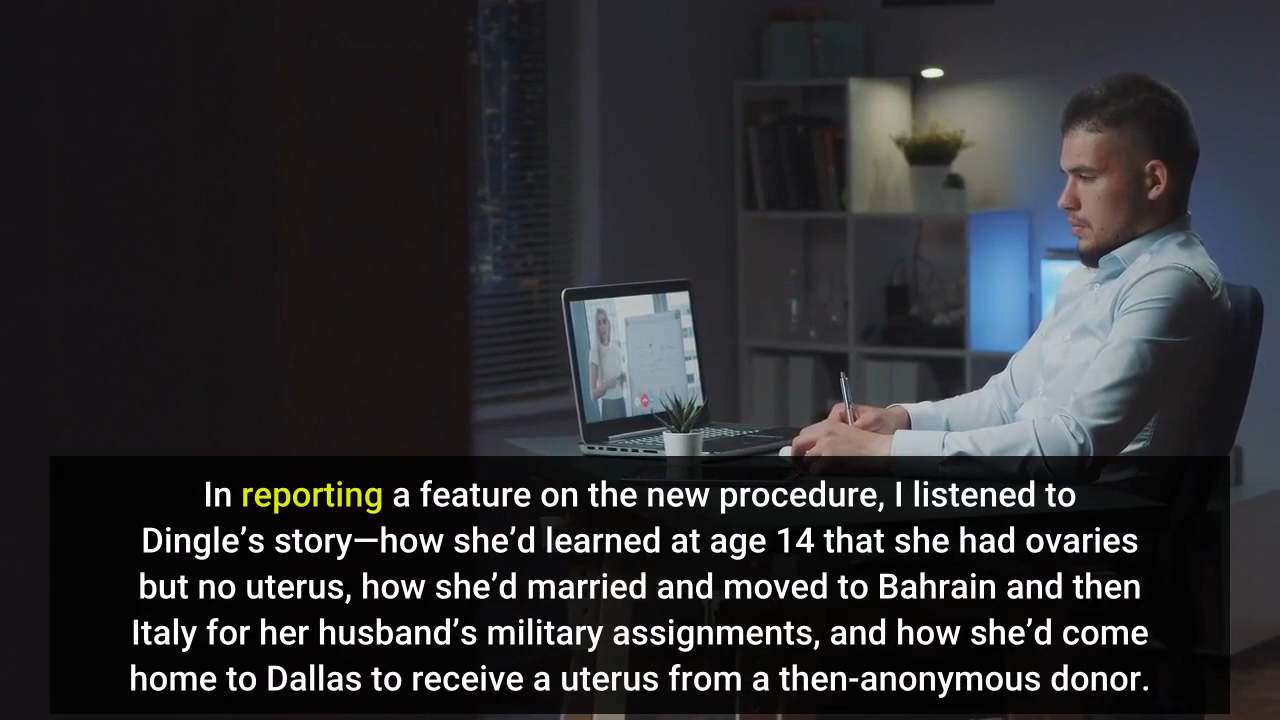 In reporting a feature on the new procedure, I listened to
Dingle’s story—how she’d learned at age 14 that she had ovaries
but no uterus, how she’d married and moved to Bahrain and then
Italy for her husband’s military assignments, and how she’d come
home to Dallas to receive a uterus from a then-anonymous donor.